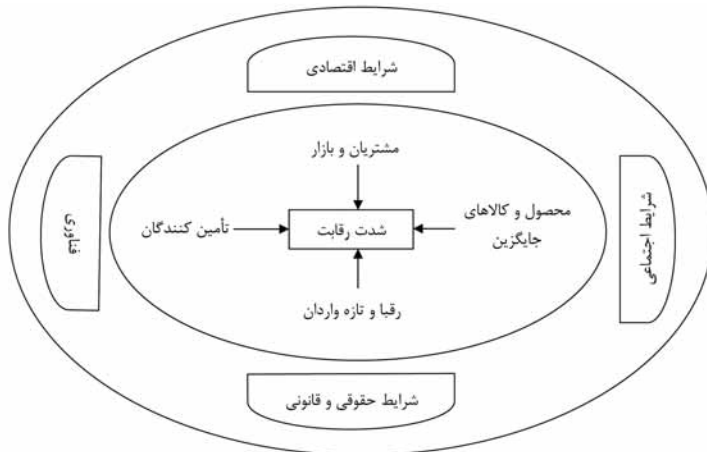 شرایط اقتصادی
مشتریان و بازار
شرایط اجتماعی
محصول و کالاهای
جایگزین
شدت رقابت
تأمین کنندگان
فناوری
رقبا و تازه واردان
شرایط حقوقی و قانونی